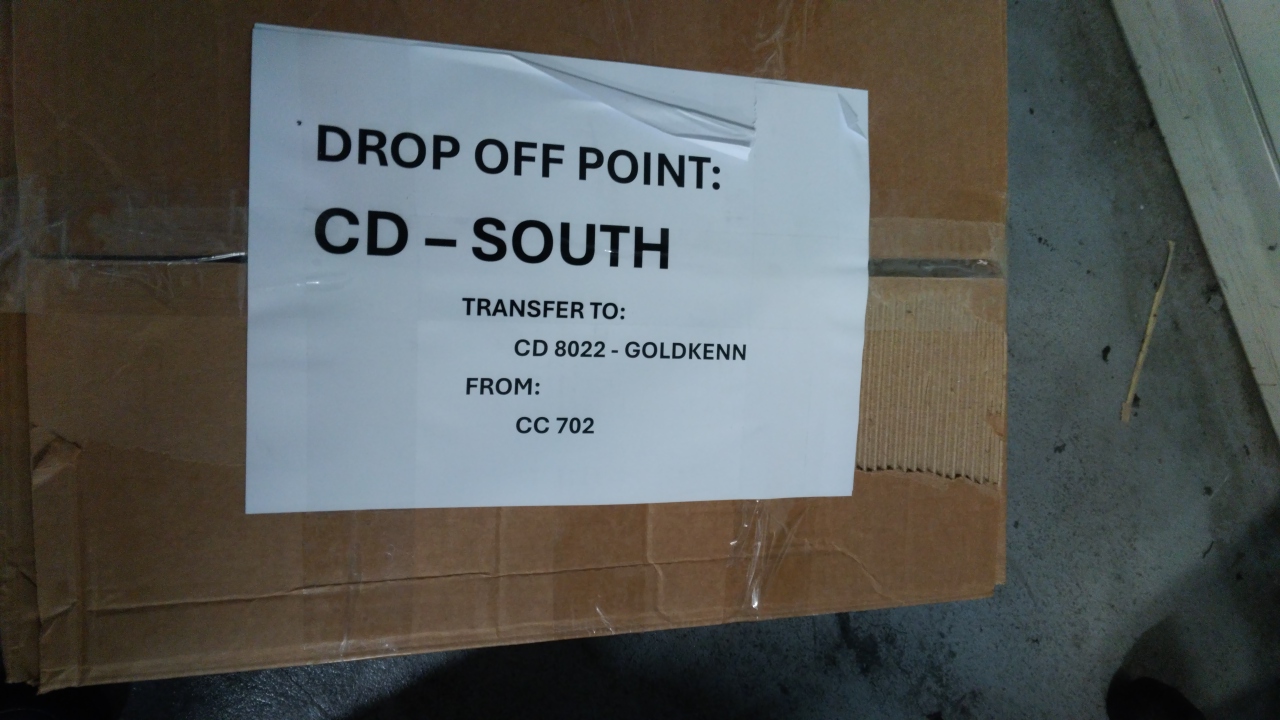 DROP OFF POINT:
CD – SOUTH
TRANSFER TO:
CD 8022 - GOLDKENN
FROM:
CC 702